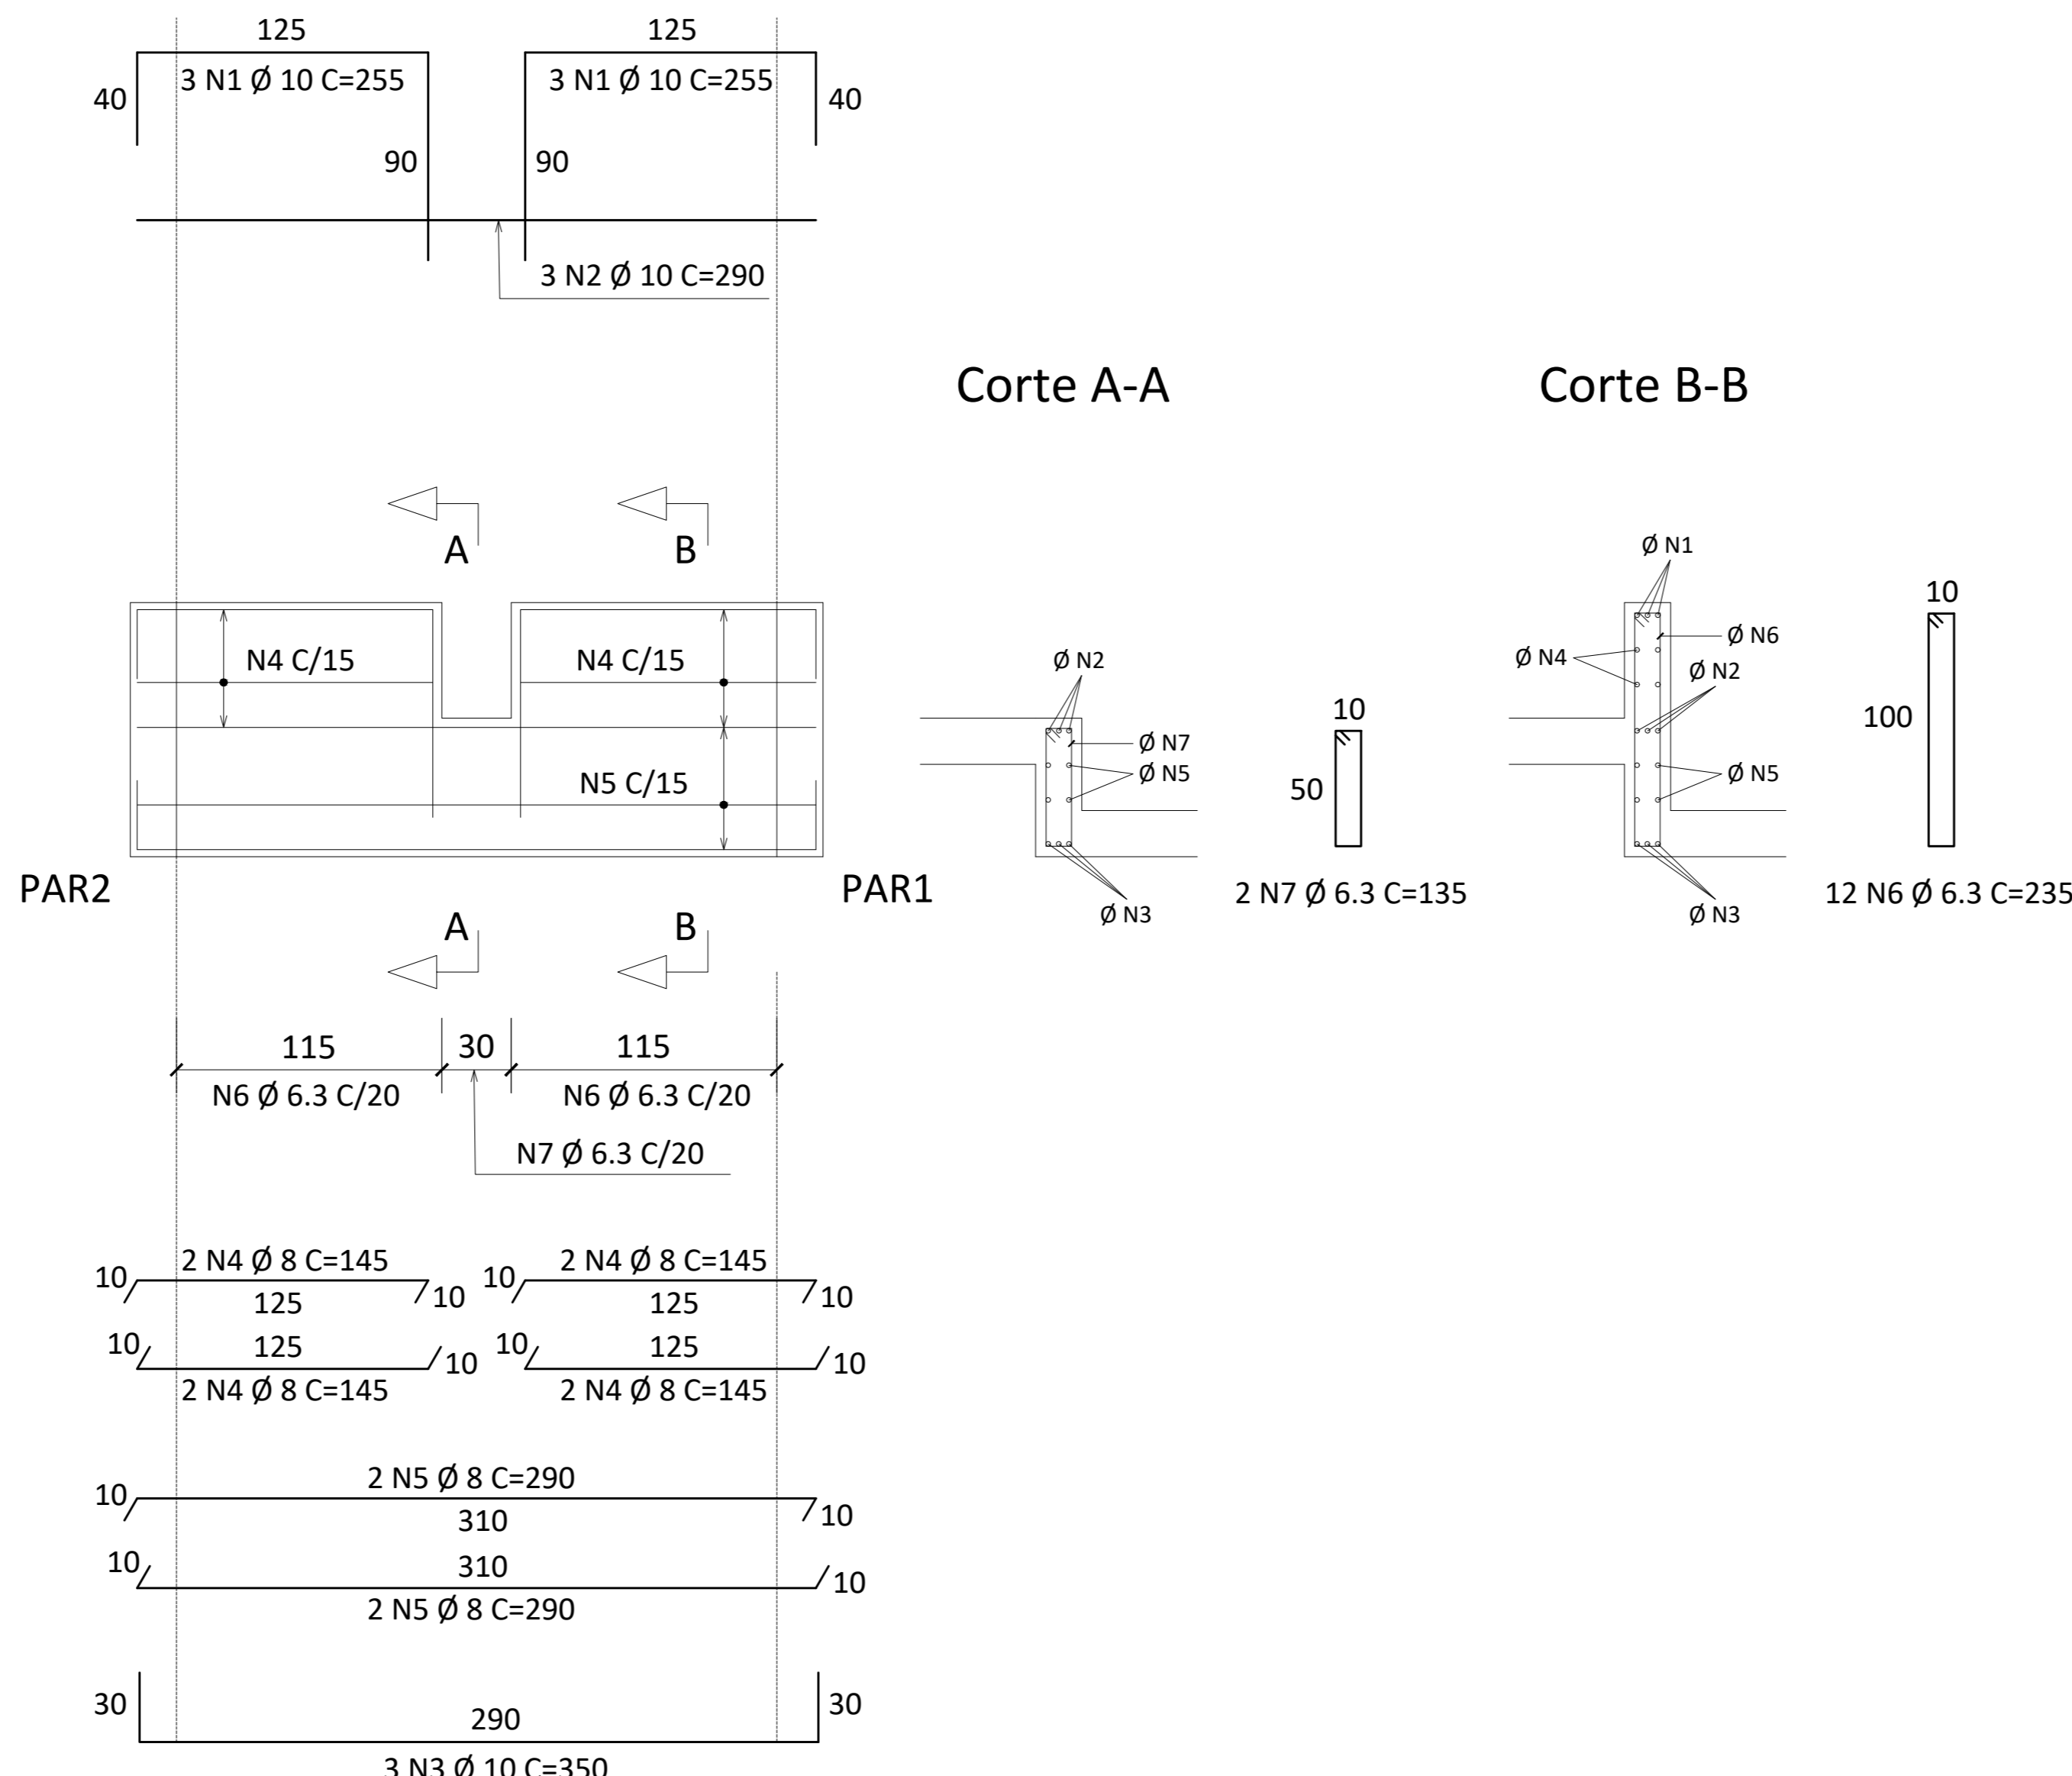 125
125
3 N1 Ø 10 C=255
3 N1 Ø 10 C=255
40
40
90
90
3 N2 Ø 10 C=290
Corte A-A
Corte B-B
A
B
N4 C/15
N4 C/15
N5 C/15
PAR2
PAR1
A
B
Ø N2
Ø N7
Ø N5
Ø N3
10
50
2 N7 Ø 6.3 C=135
Ø N1
Ø N6
Ø N4
Ø N2
Ø N5
Ø N3
10
100
12 N6 Ø 6.3 C=235
115
30
115
N6 Ø 6.3 C/20
N6 Ø 6.3 C/20
N7 Ø 6.3 C/20
2 N4 Ø 8 C=145
2 N4 Ø 8 C=145
10
10
10
10
125
125
10
125
10
10
125
10
2 N4 Ø 8 C=145
2 N4 Ø 8 C=145
2 N5 Ø 8 C=290
10
10
310
10
310
10
2 N5 Ø 8 C=290
30
290
30
3 N3 Ø 10 C=350